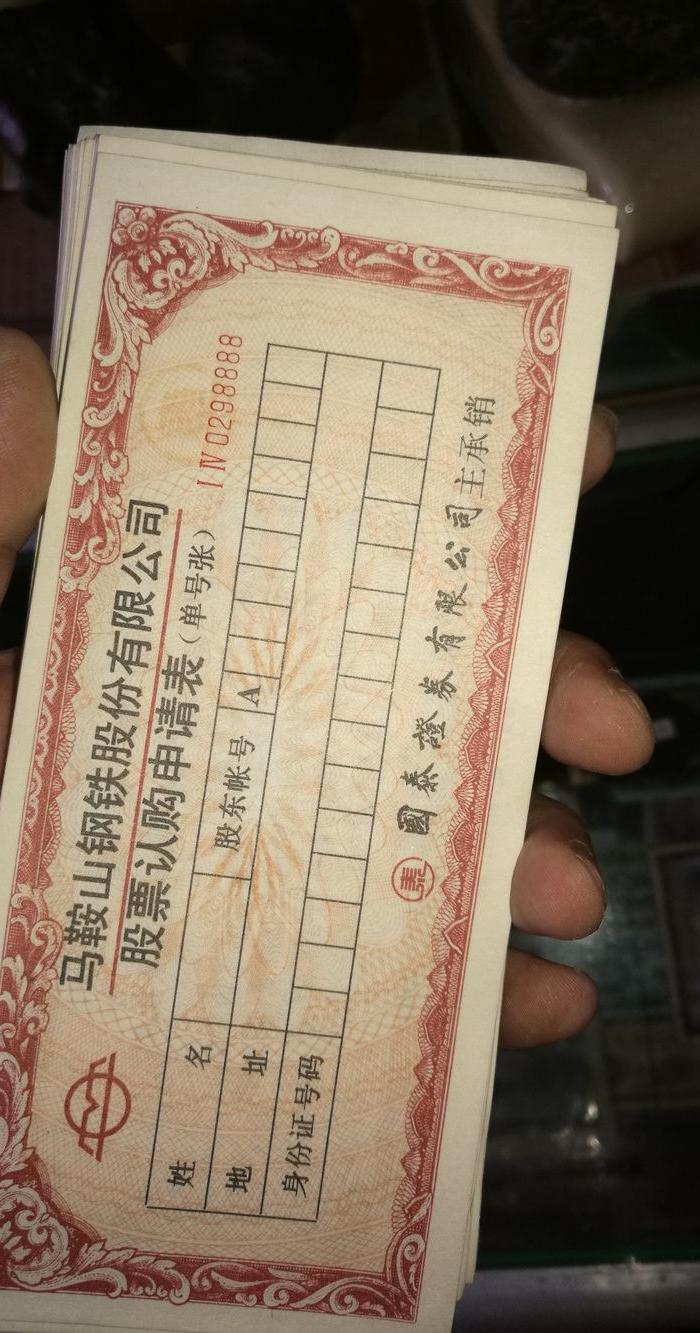 马鞍山钢铁股份有限公司
股票认购申请表（单号张）
I IV 0298888
姓名 股东帐号 A
地址
身份证号码
國泰證券有限公司主承销